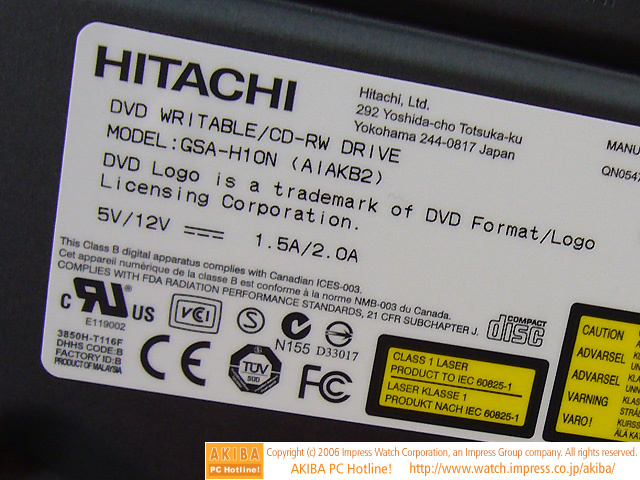 HITACHI
Hitachi, Ltd.
292 Yoshida-cho Totsuka-ku
Yokohama 244-0817 Japan
MANU
QN054
DVD WRITABLE/CD-RW DRIVE
MODEL:GSA-H10N (A1AKB2)
DVD Logo is a trademark of DVD Format/Logo
Licensing Corporation.
5V/12V 1.5A/2.0A
This Class B digital apparatus complies with Canadian ICES-003.
Cet appareil numérique de la classe B est conforme à la norme NMB-003 du Canada.
COMPLIES WITH FDA RADIATION PERFORMANCE STANDARDS, 21 CFR SUBCHAPTER J.
C RU US
E119002
VCEI
S
N155
D33017
COMPACT
disc
3850H-T116F
DHHS CODE:B
FACTORY ID:B
PRODUCT OF MALAYSIA
CE
TÜV
SÜD
FC
CLASS 1 LASER
PRODUCT TO IEC 60825-1
LASER KLASSE 1
PRODUKT NACH IEC 60825-1
CAUTION
ADVARSEL
ADVARSEL
VARNING
VARO!
AKIBA
PC Hotline!
Copyright (c) 2006 Impress Watch Corporation, an Impress Group company. All rights reserved.
AKIBA PC Hotline! http://www.watch.impress.co.jp/akiba/